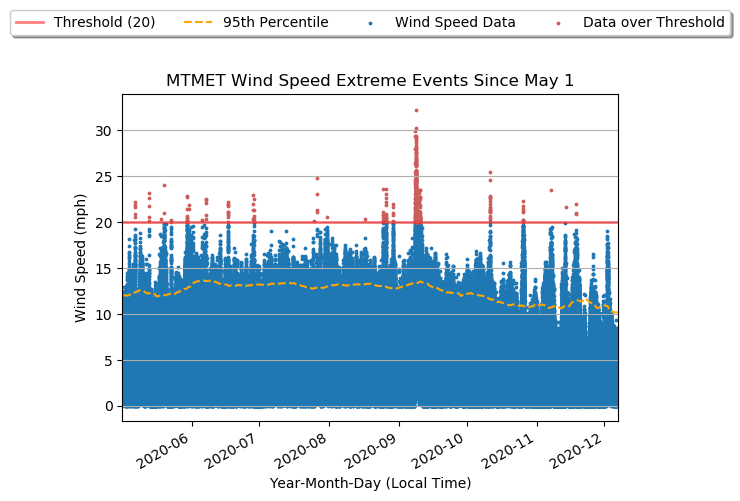 Threshold (20) 95th Percentile Wind Speed Data Data over Threshold
MTMET Wind Speed Extreme Events Since May 1
Wind Speed (mph)
30
25
20
15
10
5
0
2020-06 2020-07 2020-08 2020-09 2020-10 2020-11 2020-12
Year-Month-Day (Local Time)